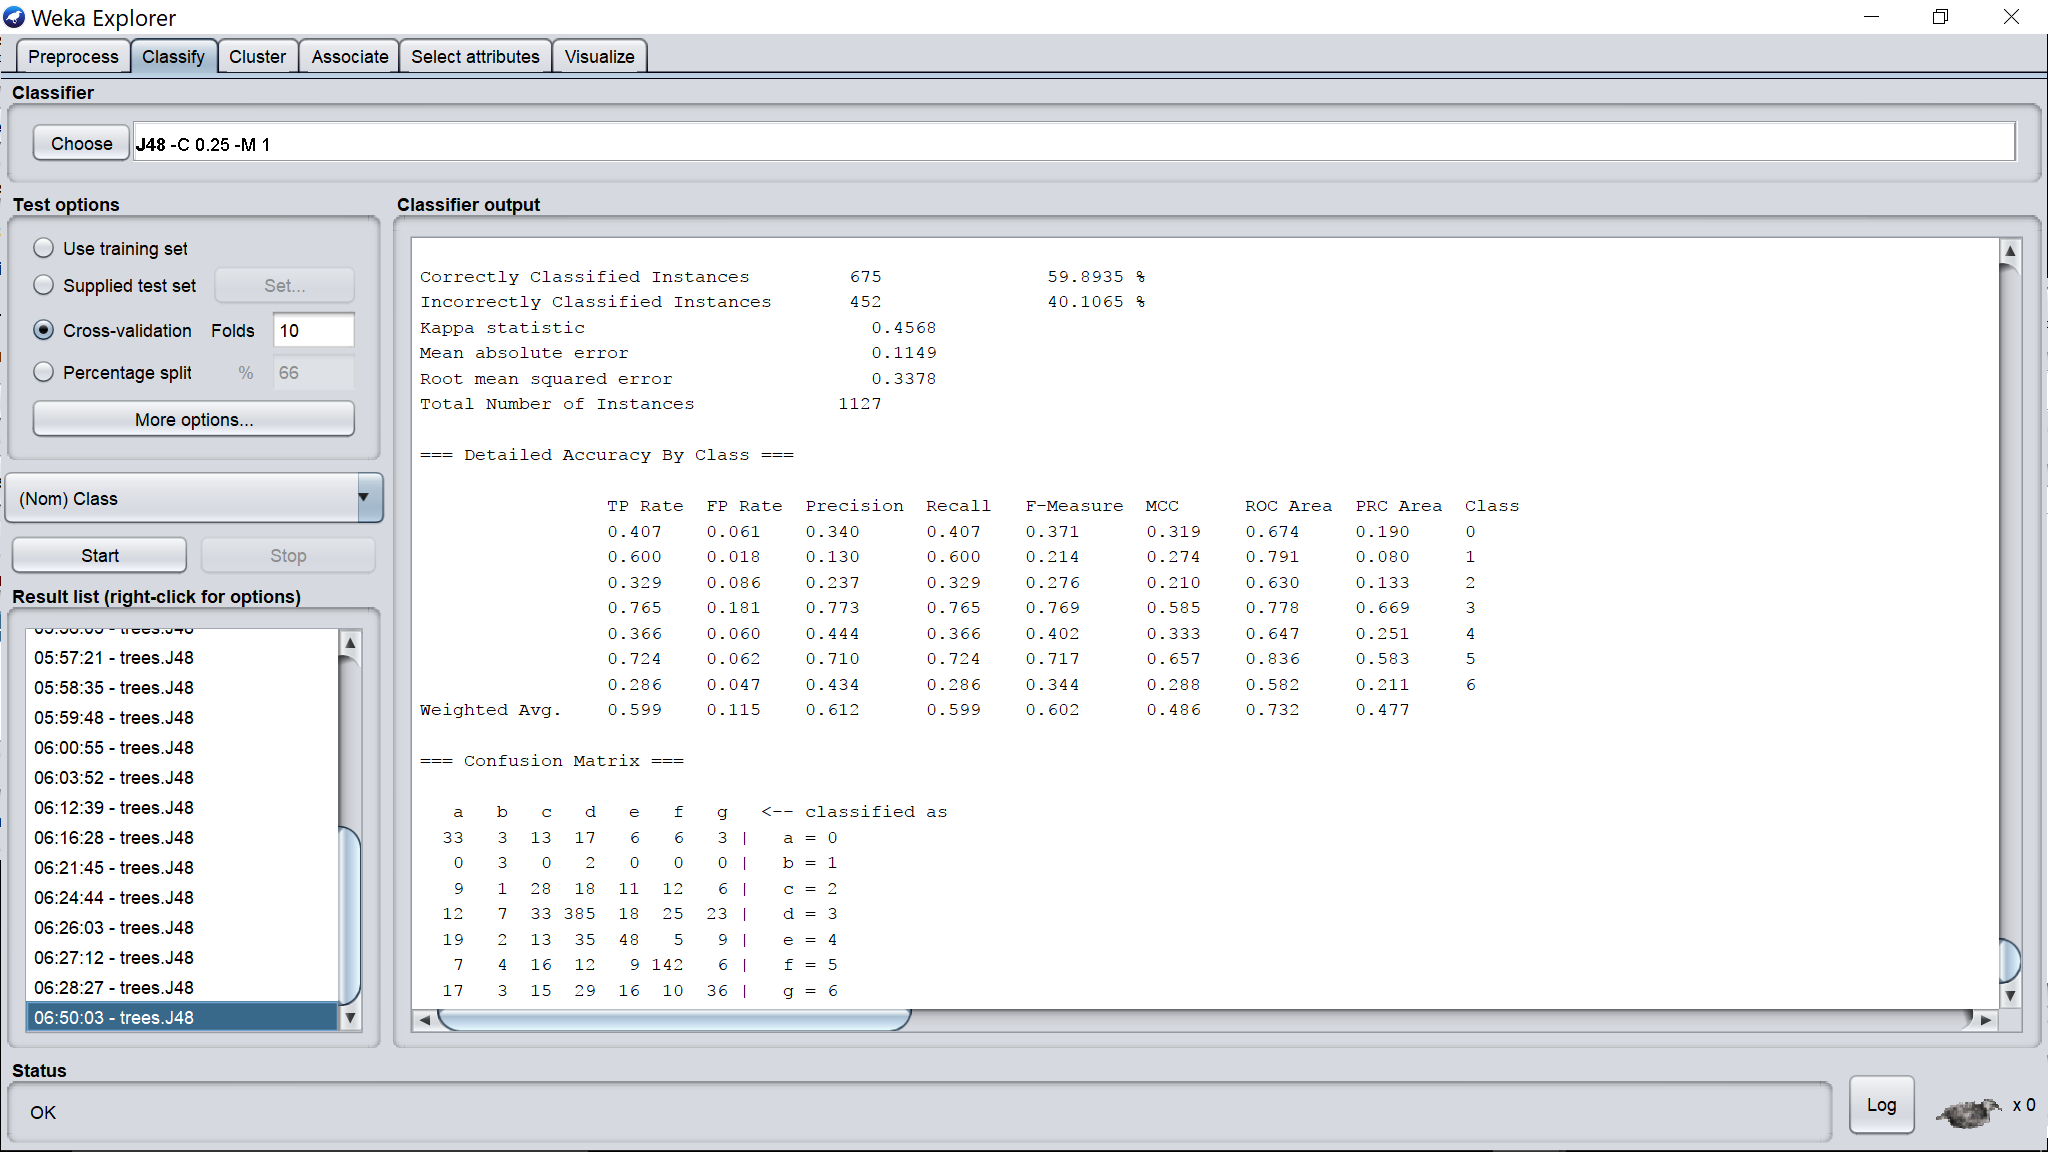 Weka Explorer
Preprocess Classify Cluster Associate Select attributes Visualize
Classifier
Choose J48 -C 0.25 -M 1
Test options
Use training set
Supplied test set Set...
Cross-validation Folds 10
Percentage split % 66
More options...
(Nom) Class
Start Stop
Result list (right-click for options)
05:57:21 - trees.J48
05:58:35 - trees.J48
05:59:48 - trees.J48
06:00:55 - trees.J48
06:03:52 - trees.J48
06:12:39 - trees.J48
06:16:28 - trees.J48
06:21:45 - trees.J48
06:24:44 - trees.J48
06:26:03 - trees.J48
06:27:12 - trees.J48
06:28:27 - trees.J48
06:50:03 - trees.J48
Classifier output
Correctly Classified Instances 675 59.8935 %
Incorrectly Classified Instances 452 40.1065 %
Kappa statistic 0.4568
Mean absolute error 0.1149
Root mean squared error 0.3378
Total Number of Instances 1127
=== Detailed Accuracy By Class ===
TP Rate FP Rate Precision Recall F-Measure MCC ROC Area PRC Area Class
0.407 0.061 0.340 0.407 0.371 0.319 0.674 0.190 0
0.600 0.018 0.130 0.600 0.214 0.274 0.791 0.080 1
0.329 0.086 0.237 0.329 0.276 0.210 0.630 0.133 2
0.765 0.181 0.773 0.765 0.769 0.585 0.778 0.669 3
0.366 0.060 0.444 0.366 0.402 0.333 0.647 0.251 4
0.724 0.062 0.710 0.724 0.717 0.657 0.836 0.583 5
0.286 0.047 0.434 0.286 0.344 0.288 0.582 0.211 6
Weighted Avg. 0.599 0.115 0.612 0.599 0.602 0.486 0.732 0.477
=== Confusion Matrix ===
a b c d e f g <-- classified as
33 3 13 17 6 6 3 | a = 0
0 3 0 2 0 0 0 | b = 1
9 1 28 18 11 12 6 | c = 2
12 7 33 385 18 25 23 | d = 3
19 2 13 35 48 5 9 | e = 4
7 4 16 12 9 142 6 | f = 5
17 3 15 29 16 10 36 | g = 6
Status
OK
Log x 0